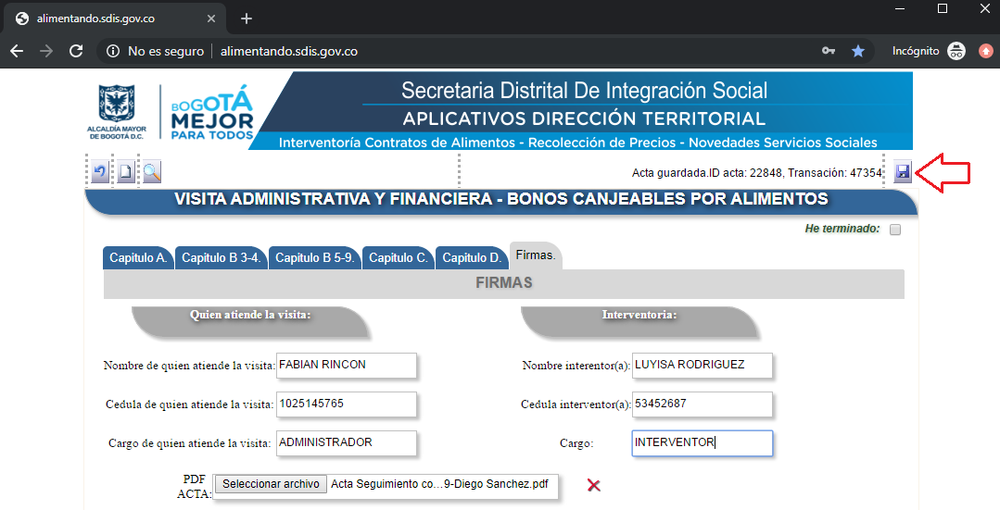 alimentando.sdis.gov.co
No es seguro
alimentando.sdis.gov.co
Incógnito
ALCALDÍA MAYOR
DE BOGOTÁ D.C.
BOGOTÁ
MEJOR
PARA TODOS
Secretaria Distrital De Integración Social
APLICATIVOS DIRECCIÓN TERRITORIAL
Interventoría Contratos de Alimentos - Recolección de Precios - Novedades Servicios Sociales
Acta guardada.ID acta: 22848, Transación: 47354
VISITA ADMINISTRATIVA Y FINANCIERA - BONOS CANJEABLES POR ALIMENTOS
He terminado:
Capitulo A. Capitulo B 3-4. Capitulo B 5-9. Capitulo C. Capitulo D. Firmas.
FIRMAS
Quien atiende la visita: Interventoria:
Nombre de quien atiende la visita: FABIAN RINCON Nombre interentor(a): LUYISA RODRIGUEZ
Cedula de quien atiende la visita: 1025145765 Cedula interventor(a): 53452687
Cargo de quien atiende la visita: ADMINISTRADOR Cargo: INTERVENTOR
PDF
ACTA: Seleccionar archivo Acta Seguimiento co...9-Diego Sanchez.pdf